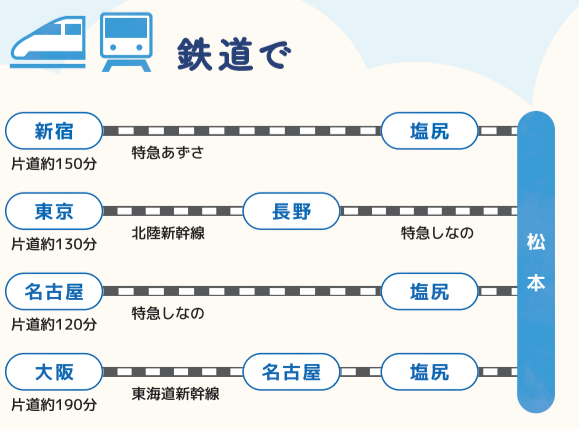 鉄道で
新宿
塩尻
片道約150分
特急あずさ
東京
長野
片道約130分
北陸新幹線
特急しなの
松本
名古屋
塩尻
片道約120分
特急しなの
大阪
名古屋
塩尻
片道約190分
東海道新幹線